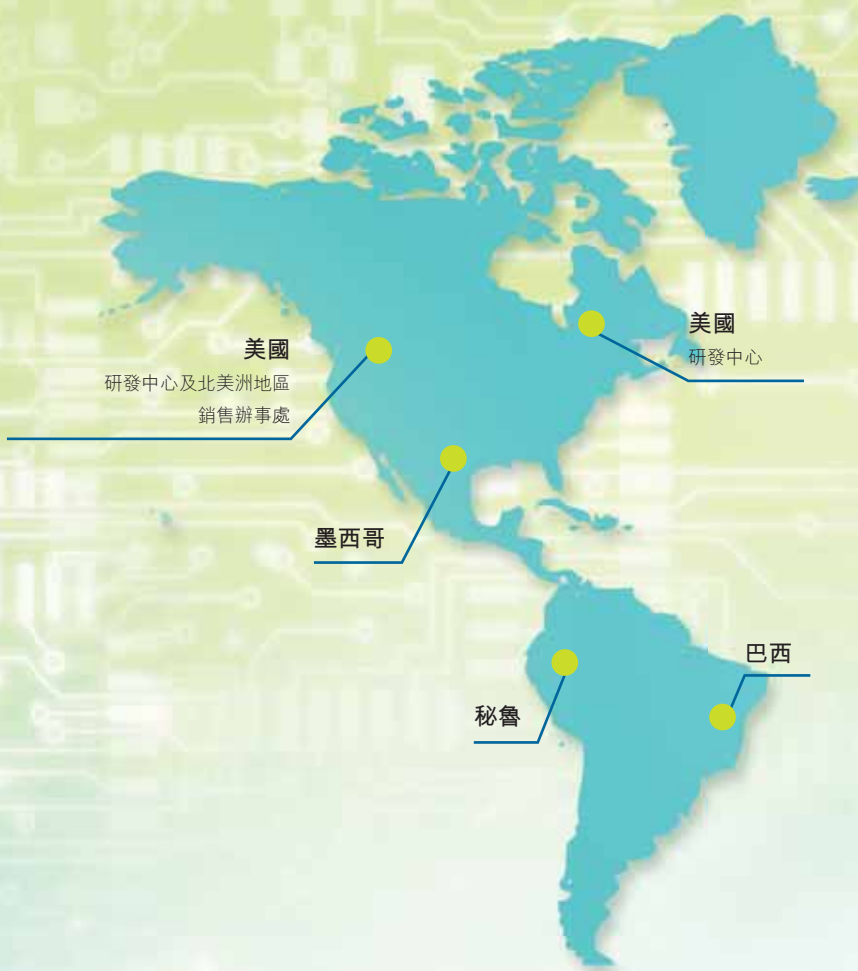 美國
研發中心及北美洲地區
銷售辦事處
美國
研發中心
墨西哥
巴西
秘魯